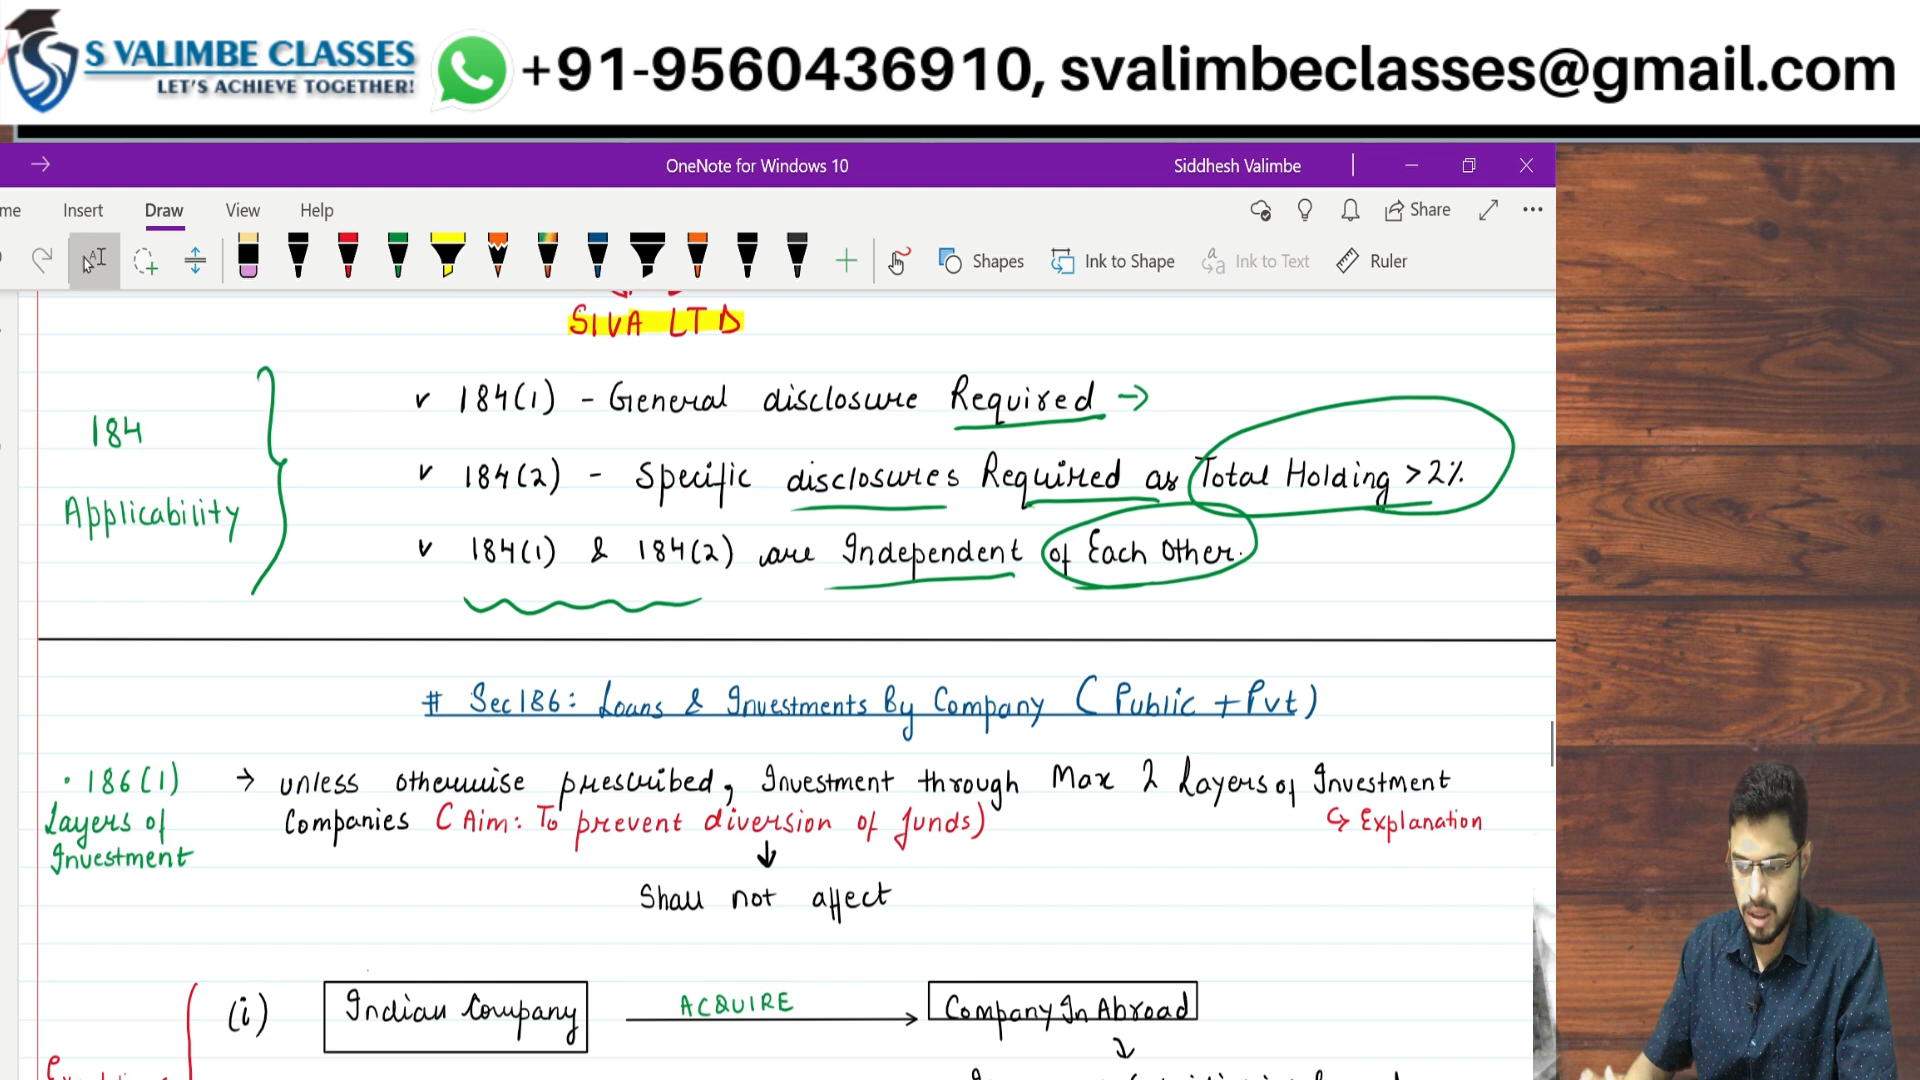 S VALIMBE CLASSES
LET'S ACHIEVE TOGETHER!
+91-9560436910, svalimbeclasses@gmail.com
OneNote for Windows 10
Siddhesh Valimbe
me Insert Draw View Help
Share
Shapes Ink to Shape Ink to Text Ruler
SIVA LTD
184
Applicability
184(1) - General disclosure Required →
184(2) - Specific disclosures Required as Total Holding >2%.
184(1) & 184(2) are Independent of Each Other.
# Sec186: Loans & Investments By Company (Public + Pvt)
• 186(1)
Layers of
Investment
→ unless otherwise prescribed, Investment through Max 2 Layers of Investment
Companies (Aim: To prevent diversion of funds)
↳ Explanation
↓
Shall not affect
(i) Indian Company
ACQUIRE
Company In Abroad